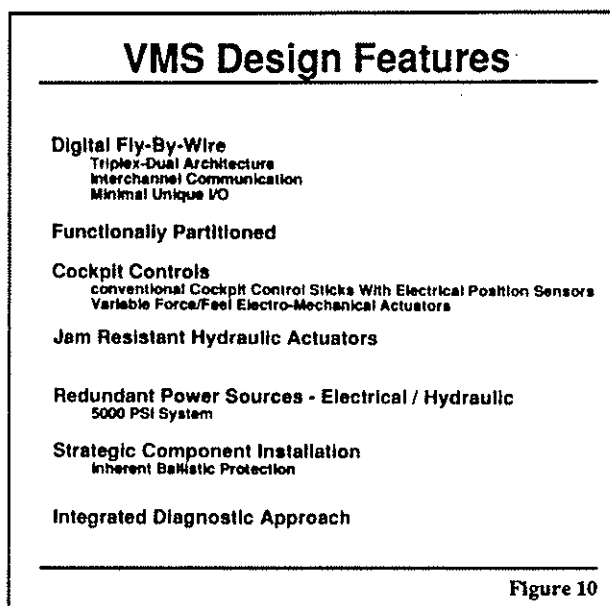 VMS Design Features
Digital Fly-By-Wire
Triplex-Dual Architecture
Interchannel Communication
Minimal Unique I/O
Functionally Partitioned
Cockpit Controls
conventional Cockpit Control Sticks With Electrical Position Sensors
Variable Force/Feel Electro-Mechanical Actuators
Jam Resistant Hydraulic Actuators
Redundant Power Sources - Electrical / Hydraulic
5000 PSI System
Strategic Component Installation
Inherent Ballistic Protection
Integrated Diagnostic Approach
Figure 10